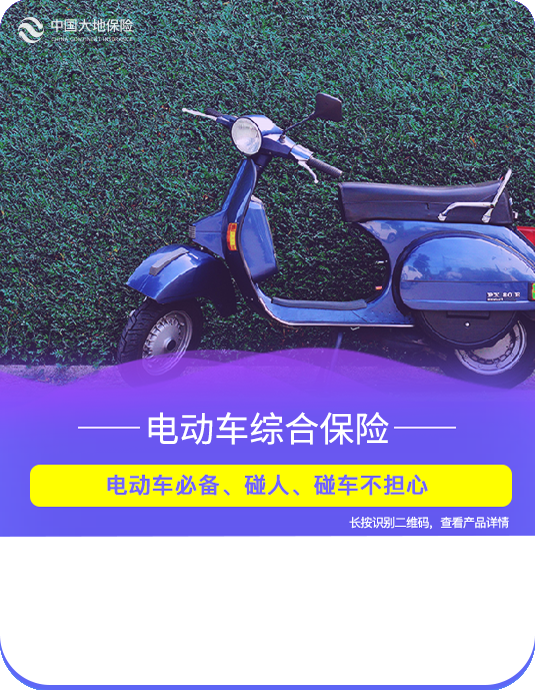 中国大地保险
CHINA CONTINENT INSURANCE
PX 80 E
电动车综合保险
电动车必备、碰人、碰车不担心
长按识别二维码，查看产品详情